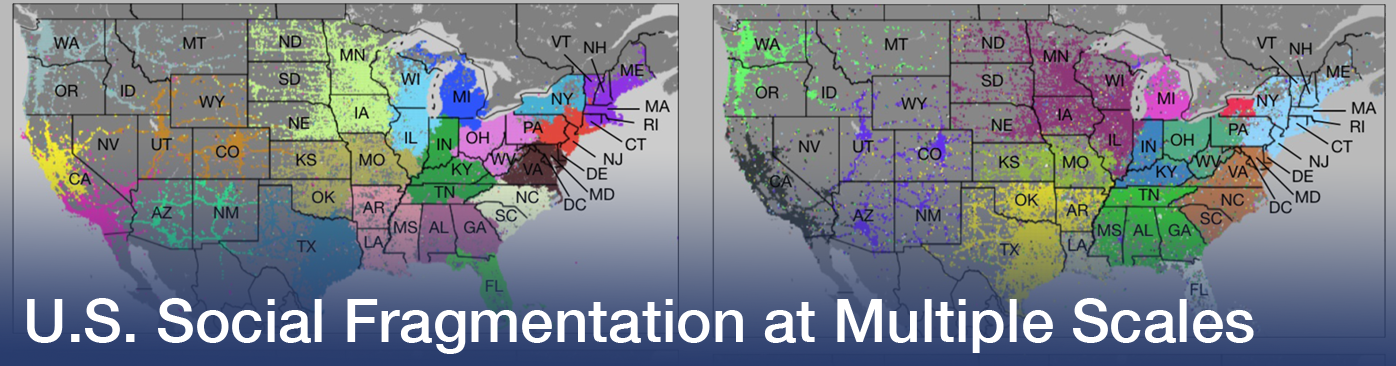 WA MT ND MN VT NH ME
OR ID SD WI MI NY MA
WY IA PA RI
NV UT CO NE IL IN OH CT
CA KS MO WV VA NJ
KY DE
AZ NM OK TN NC MD
AR SC DC
TX LA MS AL GA
FL
WA MT ND MN VT NH ME
OR ID SD WI MI NY MA
WY IA PA RI
NV UT CO NE IL IN OH CT
CA KS MO WV VA NJ
KY DE
AZ NM OK TN NC MD
AR SC DC
TX LA MS AL GA
FL
U.S. Social Fragmentation at Multiple Scales